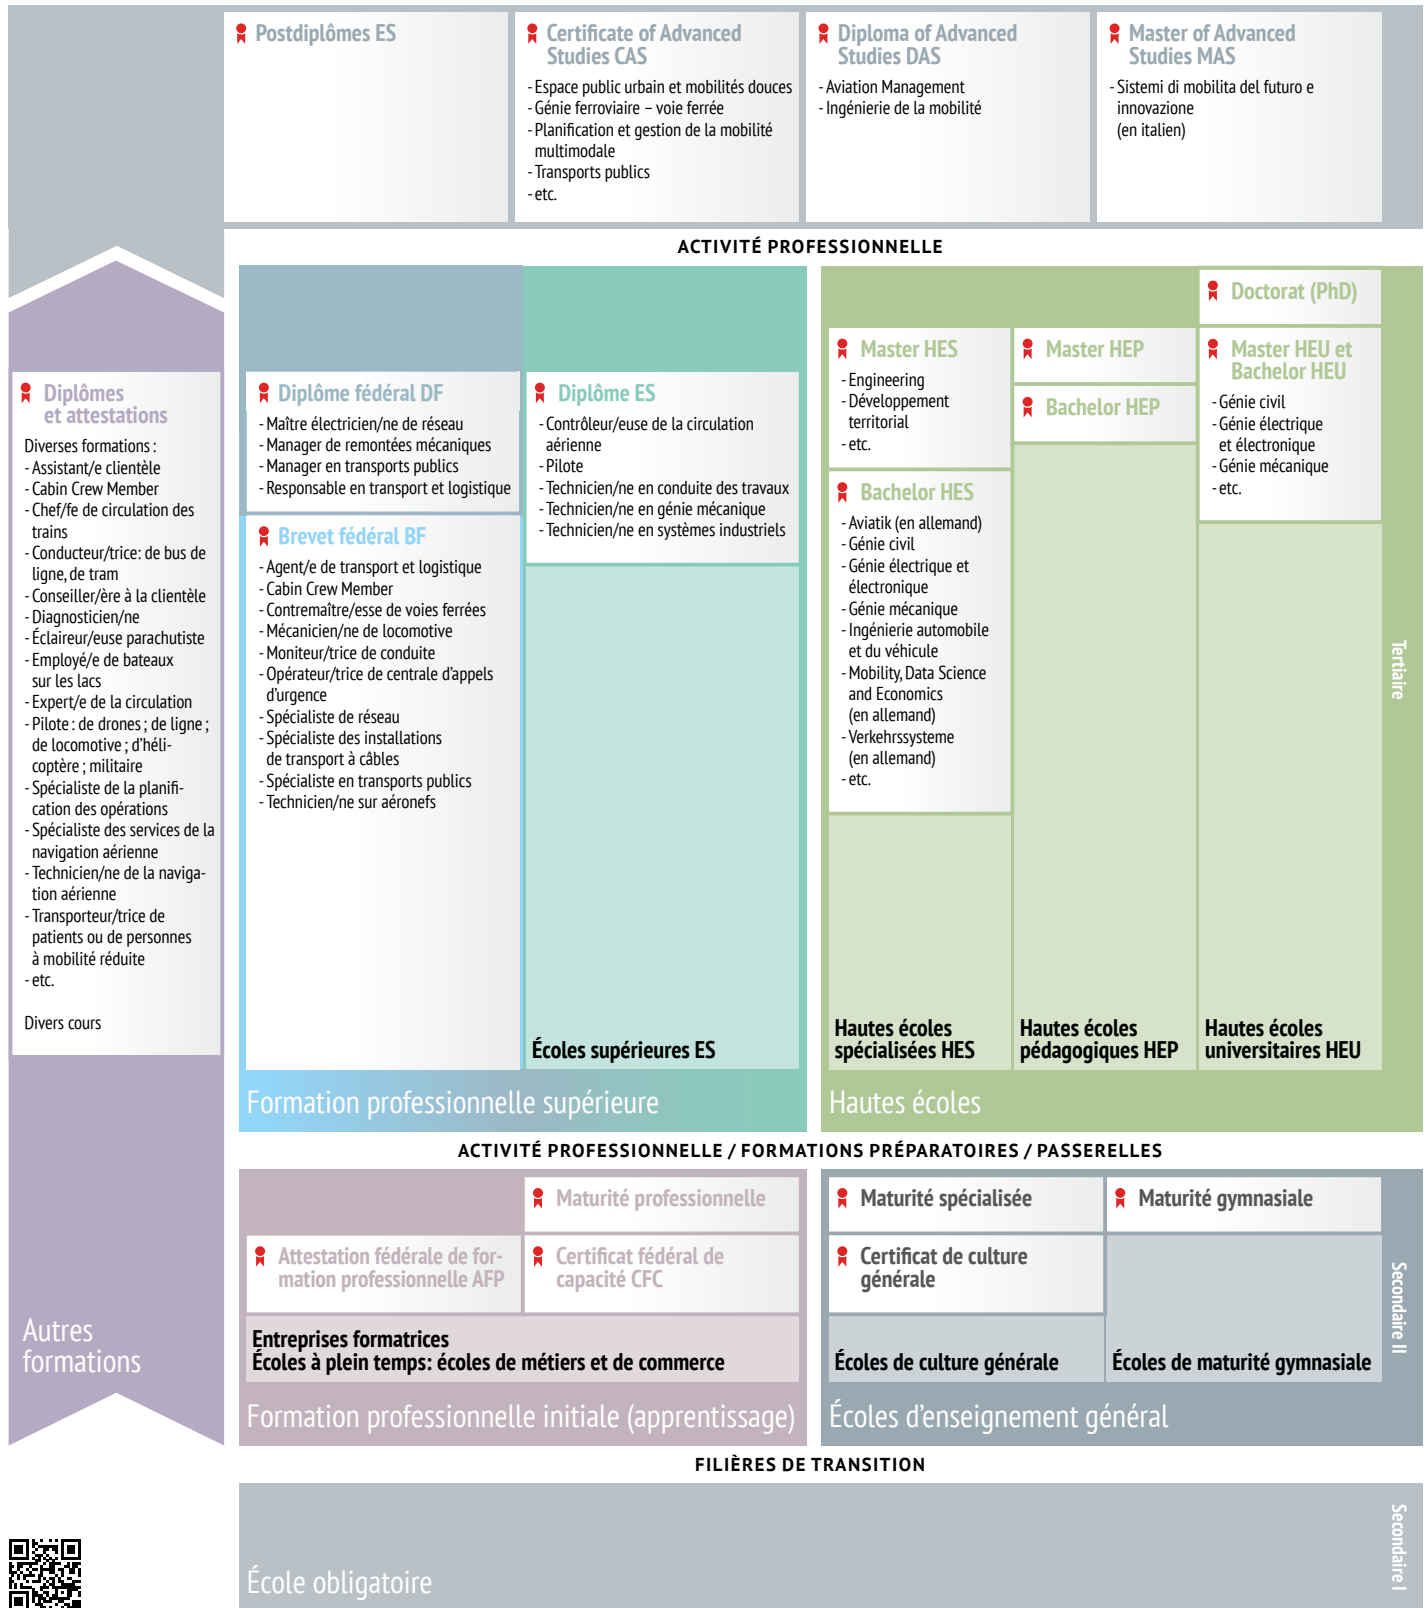 Postdiplômes ES
Certificate of Advanced
Studies CAS
- Espace public urbain et mobilités douces
- Génie ferroviaire – voie ferrée
- Planification et gestion de la mobilité
multimodale
- Transports publics
- etc.
Diploma of Advanced
Studies DAS
- Aviation Management
- Ingénierie de la mobilité
Master of Advanced
Studies MAS
- Sistemi di mobilita del futuro e
innovazione
(en italien)
ACTIVITÉ PROFESSIONNELLE
Diplômes
et attestations
Diverses formations :
- Assistant/e clientèle
- Cabin Crew Member
- Chef/fe de circulation des
trains
- Conducteur/trice: de bus de
ligne, de tram
- Conseiller/ère à la clientèle
- Diagnosticien/ne
- Éclaireur/euse parachutiste
- Employé/e de bateaux
sur les lacs
- Expert/e de la circulation
- Pilote : de drones ; de ligne ;
de locomotive ; d'héli-
coptère ; militaire
- Spécialiste de la planifi-
cation des opérations
- Spécialiste des services de la
navigation aérienne
- Technicien/ne de la naviga-
tion aérienne
- Transporteur/trice de
patients ou de personnes
à mobilité réduite
- etc.
Divers cours
Autres
formations
Diplôme fédéral DF
- Maître électricien/ne de réseau
- Manager de remontées mécaniques
- Manager en transports publics
- Responsable en transport et logistique
Brevet fédéral BF
- Agent/e de transport et logistique
- Cabin Crew Member
- Contremaître/esse de voies ferrées
- Mécanicien/ne de locomotive
- Moniteur/trice de conduite
- Opérateur/trice de centrale d'appels
d'urgence
- Spécialiste de réseau
- Spécialiste des installations
de transport à câbles
- Spécialiste en transports publics
- Technicien/ne sur aéronefs
Diplôme ES
- Contrôleur/euse de la circulation
aérienne
- Pilote
- Technicien/ne en conduite des travaux
- Technicien/ne en génie mécanique
- Technicien/ne en systèmes industriels
Écoles supérieures ES
Formation professionnelle supérieure
Master HES
- Engineering
- Développement
territorial
- etc.
Bachelor HES
- Aviatik (en allemand)
- Génie civil
- Génie électrique et
électronique
- Génie mécanique
- Ingénierie automobile
et du véhicule
- Mobility, Data Science
and Economics
(en allemand)
- Verkehrssysteme
(en allemand)
- etc.
Hautes écoles
spécialisées HES
Master HEP
Bachelor HEP
Hautes écoles
pédagogiques HEP
Doctorat (PhD)
Master HEU et
Bachelor HEU
- Génie civil
- Génie électrique
et électronique
- Génie mécanique
- etc.
Hautes écoles
universitaires HEU
Hautes écoles
Tertiaire
ACTIVITÉ PROFESSIONNELLE / FORMATIONS PRÉPARATOIRES / PASSERELLES
Maturité professionnelle
Attestation fédérale de for-
mation professionnelle AFP
Certificat fédéral de
capacité CFC
Entreprises formatrices
Écoles à plein temps: écoles de métiers et de commerce
Formation professionnelle initiale (apprentissage)
Maturité spécialisée
Certificat de culture
générale
Écoles de culture générale
Maturité gymnasiale
Écoles de maturité gymnasiale
Écoles d'enseignement général
Secondaire II
FILIÈRES DE TRANSITION
École obligatoire
Secondaire I